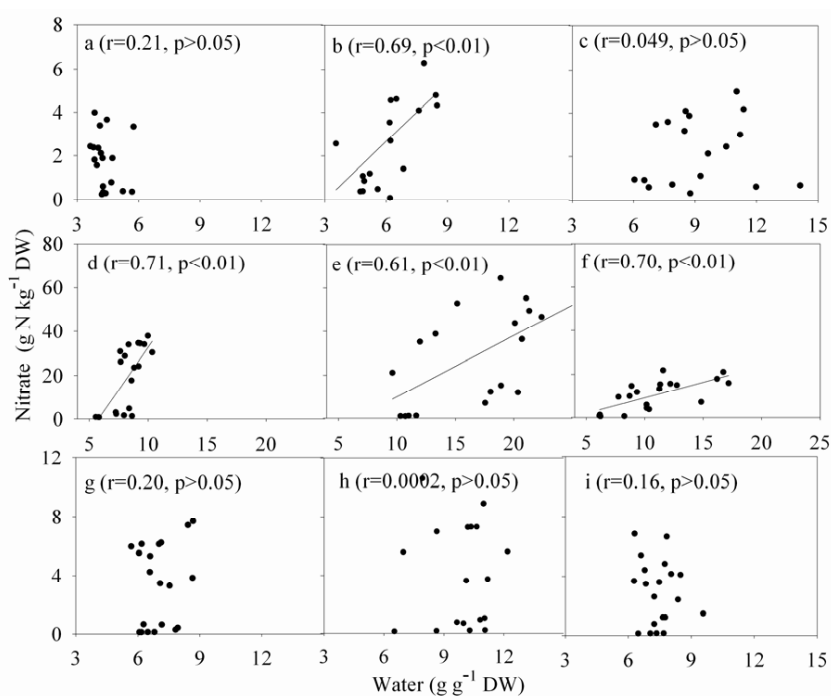 8
6
4
2
0
a (r=0.21, p>0.05)
b (r=0.69, p<0.01)
c (r=0.049, p>0.05)
3 6 9 12 15
3 6 9 12 15
3 6 9 12 15
80
60
40
20
0
d (r=0.71, p<0.01)
e (r=0.61, p<0.01)
f (r=0.70, p<0.01)
5 10 15 20
5 10 15 20
5 10 15 20 25
12
8
4
0
g (r=0.20, p>0.05)
h (r=0.0002, p>0.05)
i (r=0.16, p>0.05)
3 6 9 12
3 6 9 12
3 6 9 12 15
Nitrate (g N kg⁻¹ DW)
Water (g g⁻¹ DW)